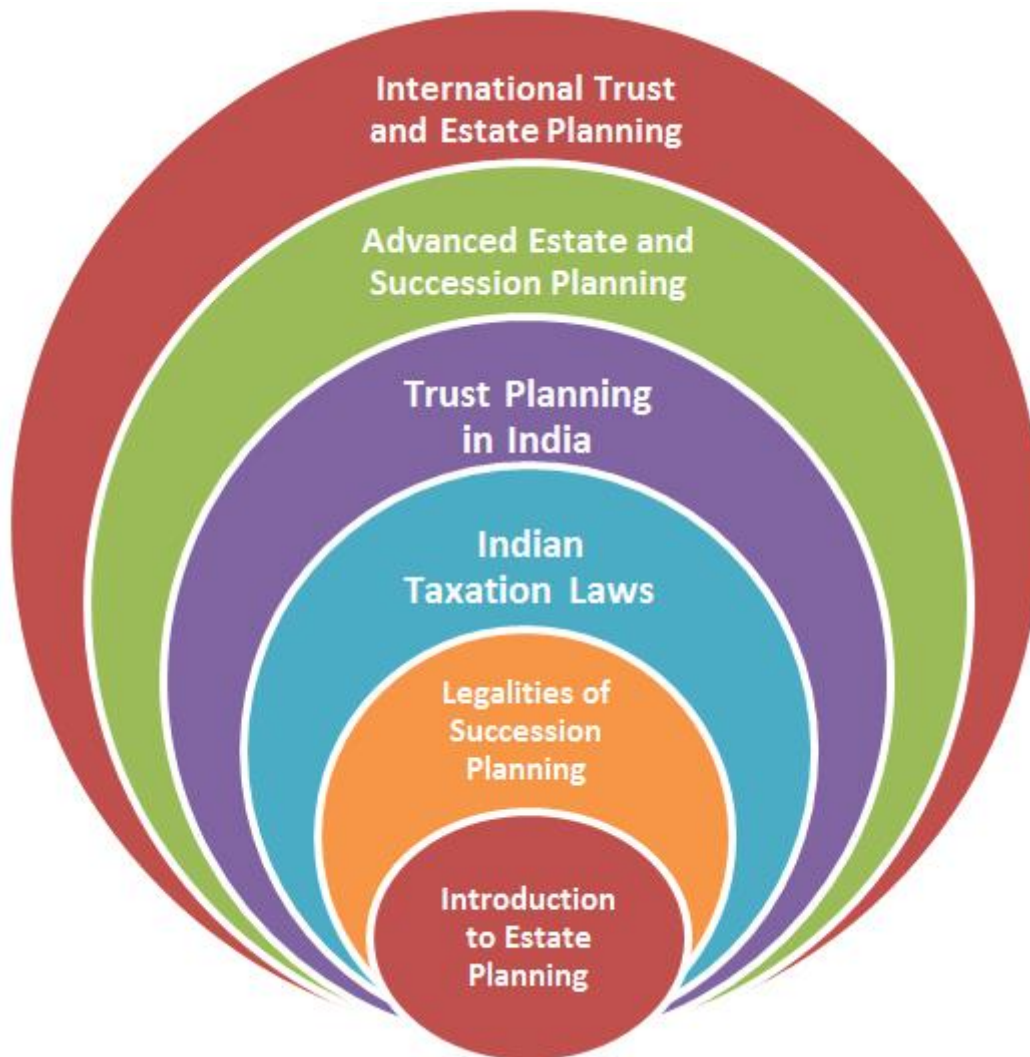 International Trust
and Estate Planning
Advanced Estate and
Succession Planning
Trust Planning
in India
Indian
Taxation Laws
Legalities of
Succession
Planning
Introduction
to Estate
Planning